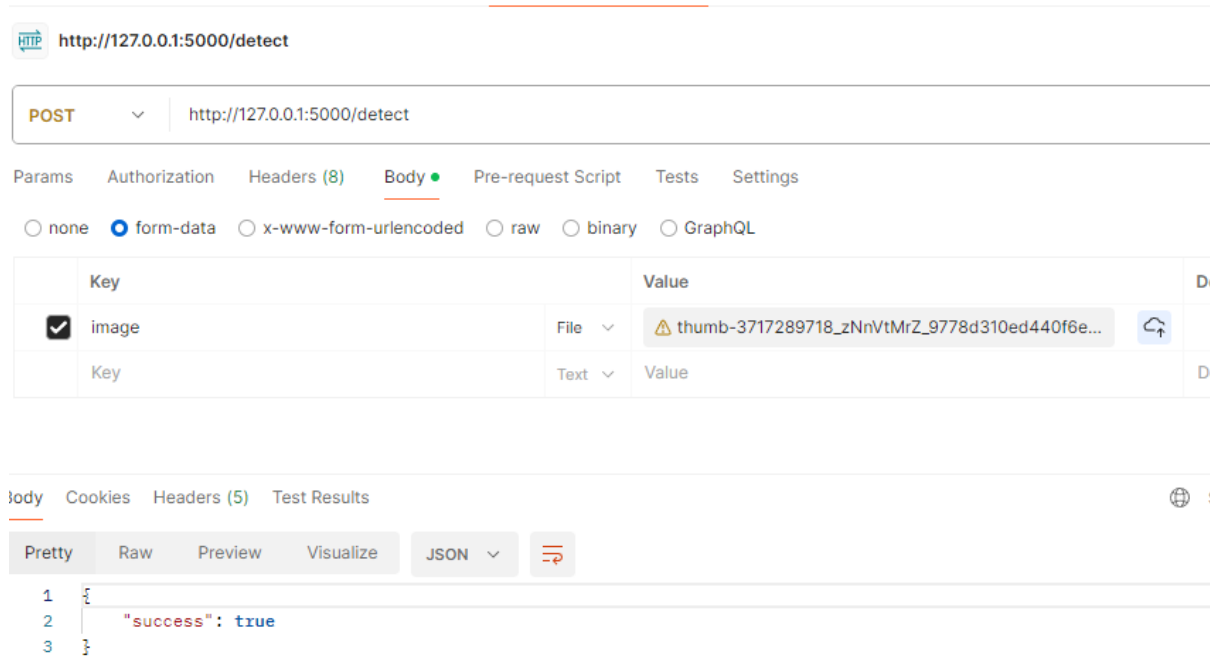 HTTP http://127.0.0.1:5000/detect
POST http://127.0.0.1:5000/detect
Params Authorization Headers (8) Body Pre-request Script Tests Settings
none form-data x-www-form-urlencoded raw binary GraphQL
Key Value
image File thumb-3717289718_zNnVtMrZ_9778d310ed440f6e...
Key Text Value
Body Cookies Headers (5) Test Results
Pretty Raw Preview Visualize JSON
1 {
2 "success": true
3 }